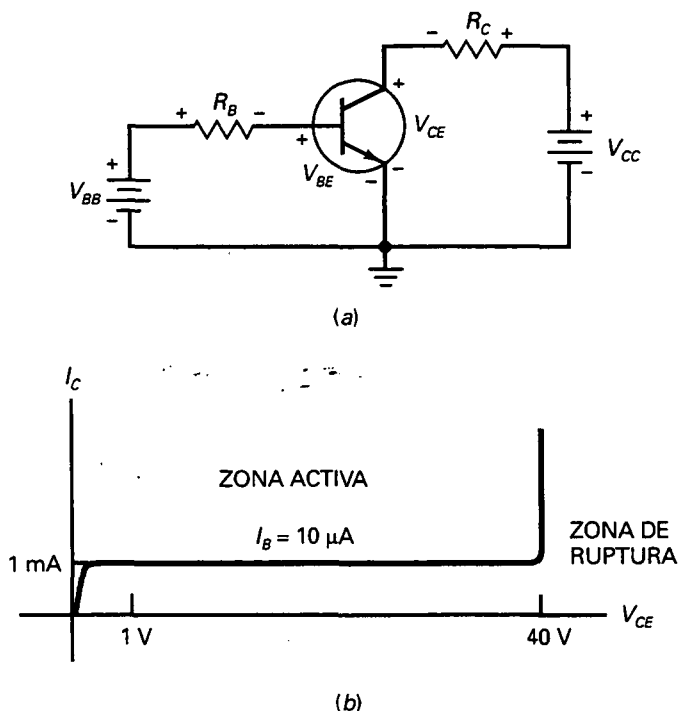 R_C
- +
+
R_B
+ -
+
V_CE
V_BE
- -
+
V_BB
-
+
V_CC
-
(a)
I_C
ZONA ACTIVA
I_B = 10 µA
ZONA DE
RUPTURA
1 mA
1 V
40 V
V_CE
(b)